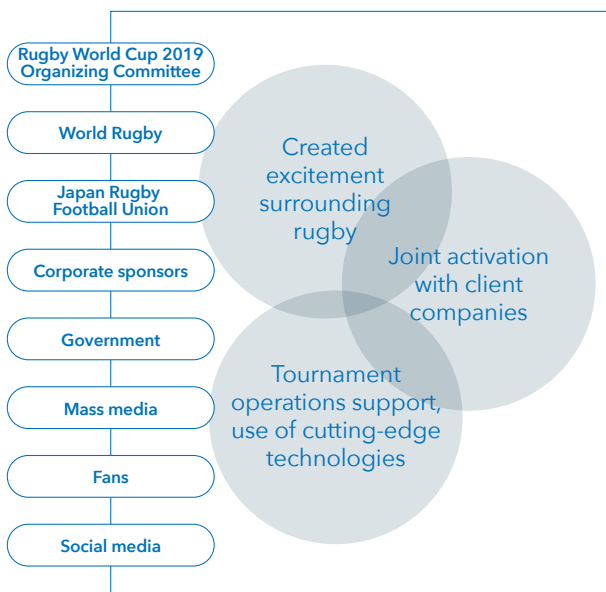 Rugby World Cup 2019
Organizing Committee
World Rugby
Japan Rugby
Football Union
Corporate sponsors
Government
Mass media
Fans
Social media
Created
excitement
surrounding
rugby
Joint activation
with client
companies
Tournament
operations support,
use of cutting-edge
technologies